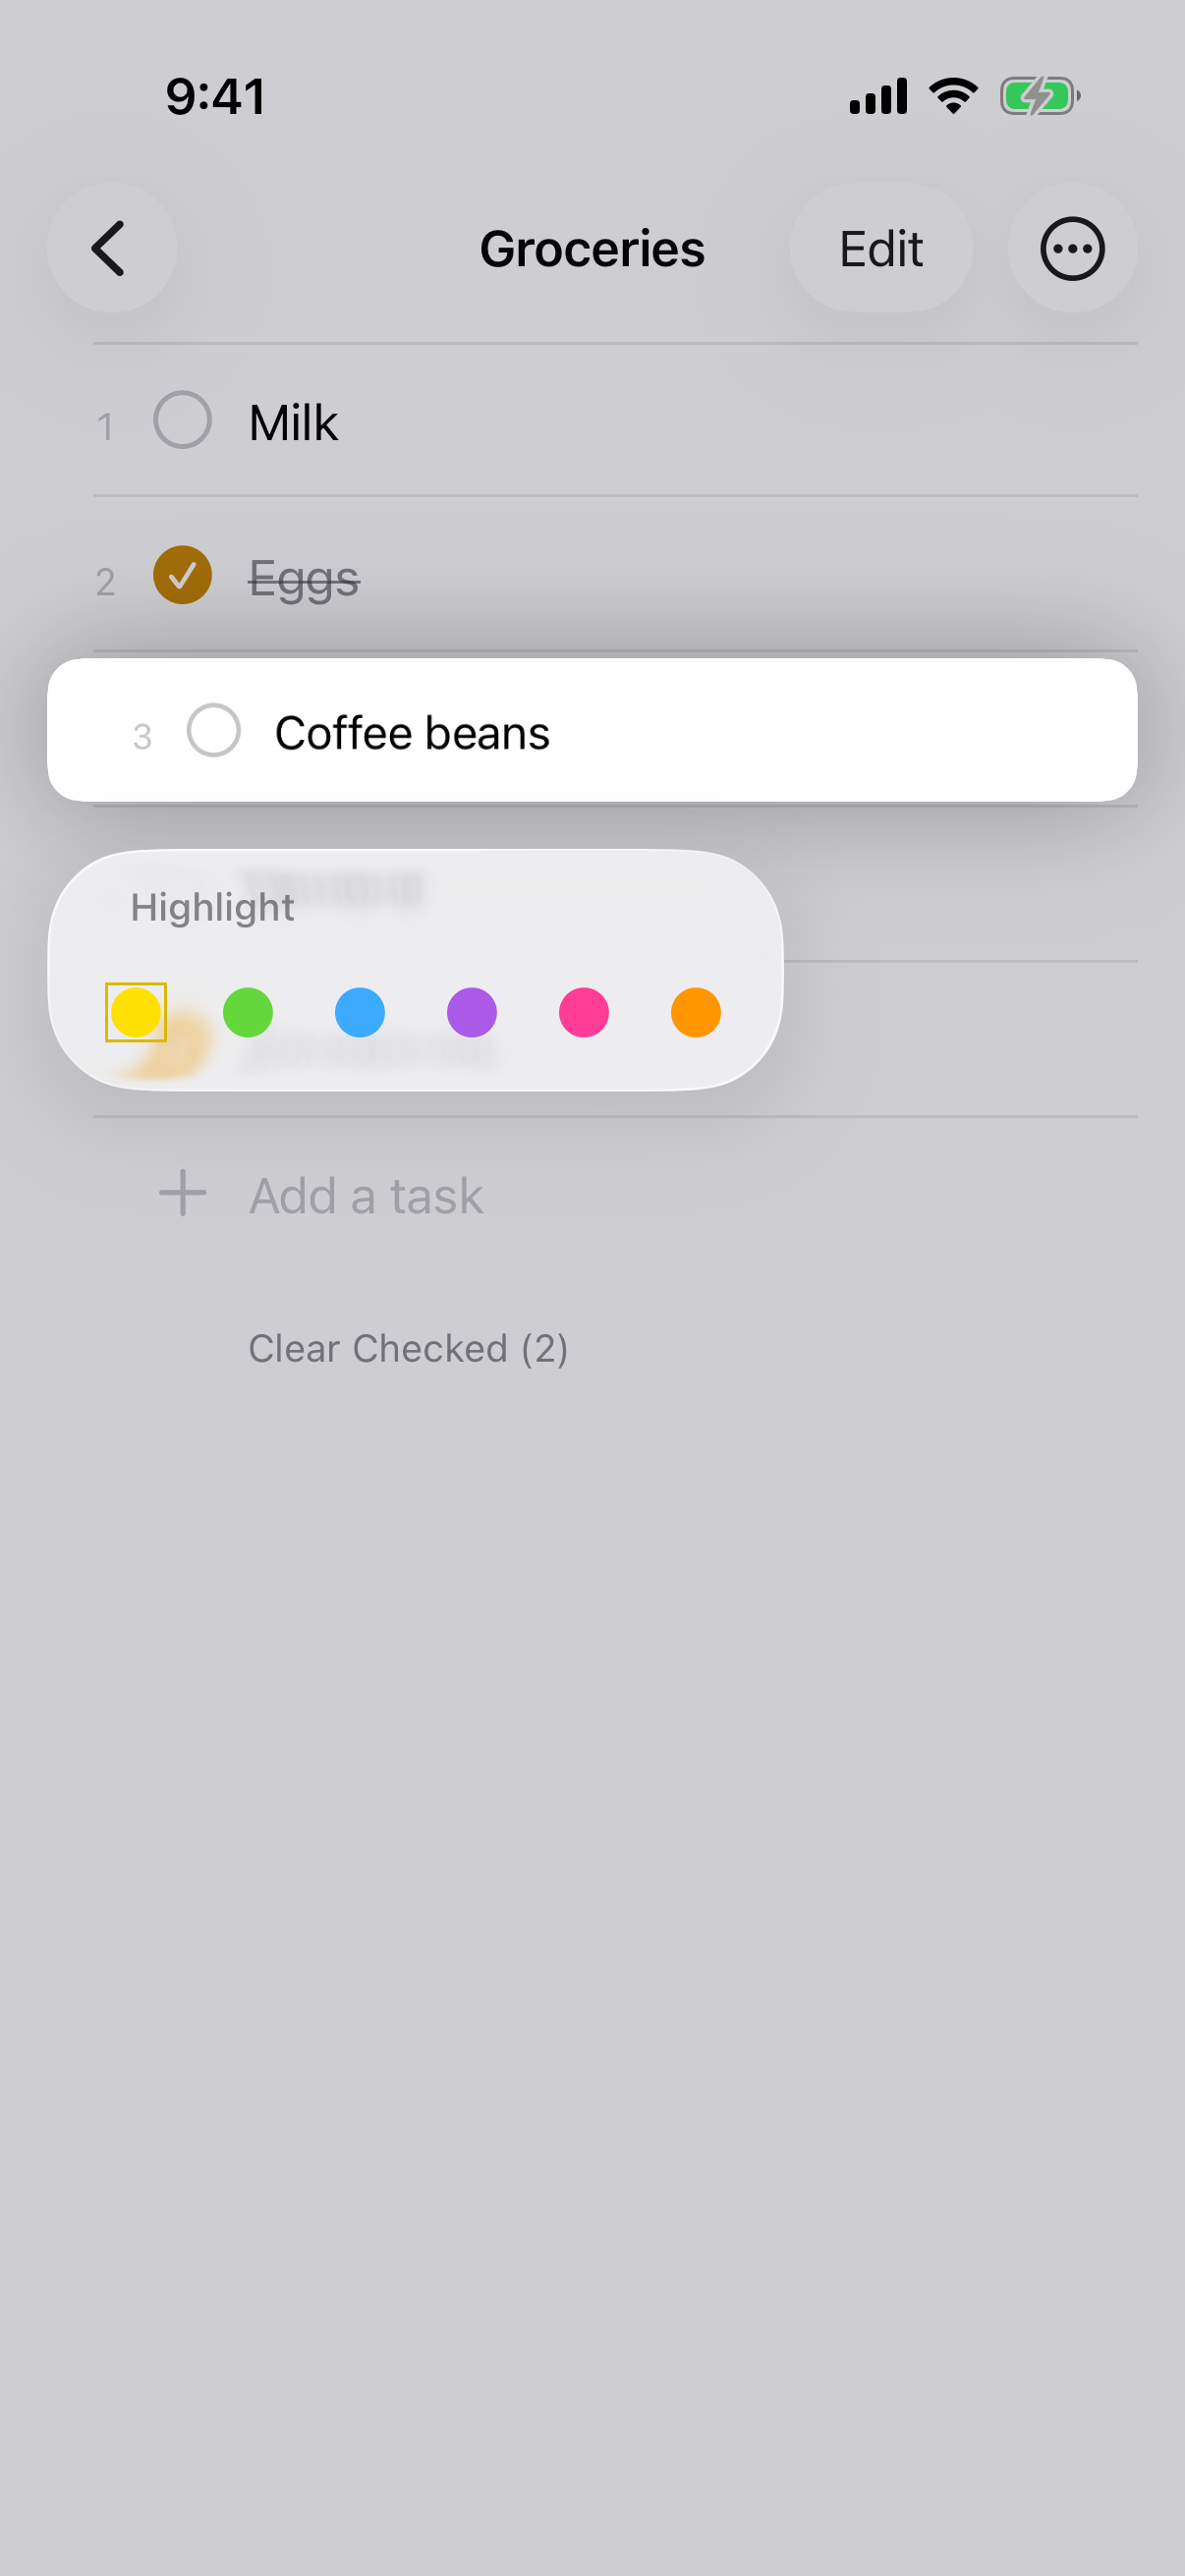 9:41
Groceries
Edit
1 Milk
2 Eggs
3 Coffee beans
Highlight
Add a task
Clear Checked (2)